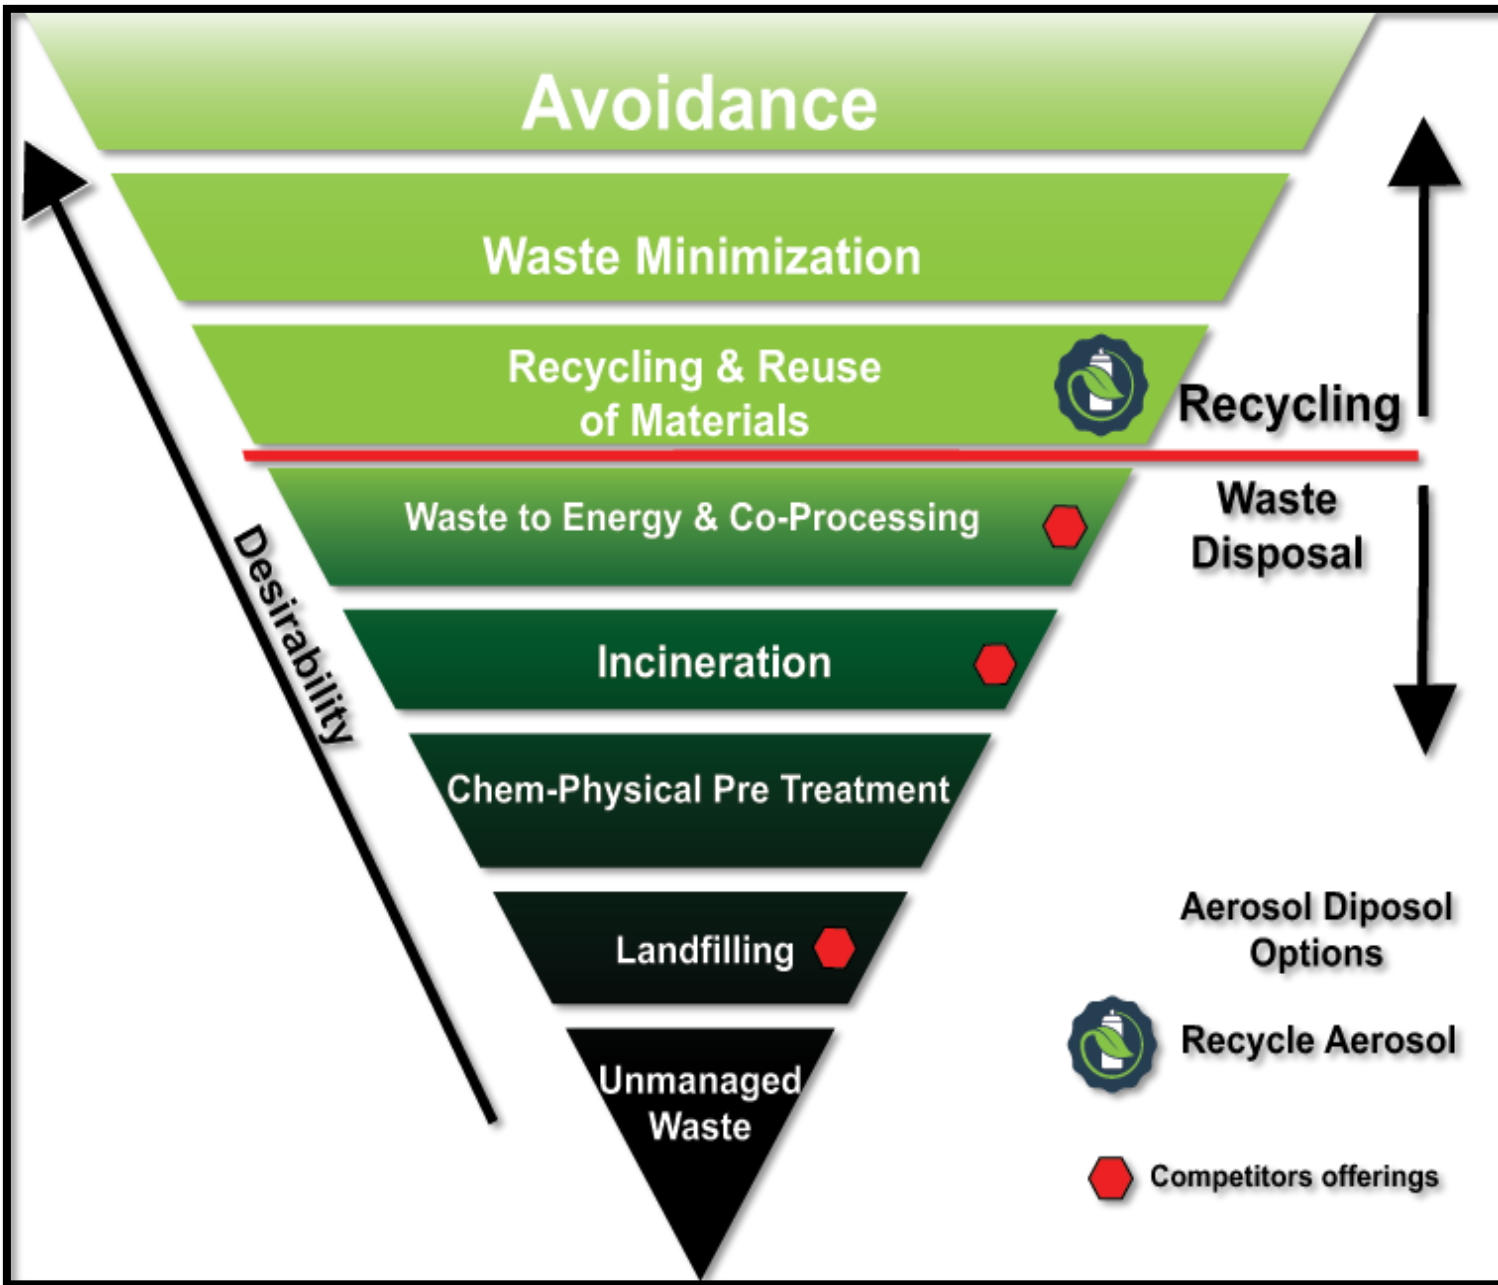 Avoidance
Waste Minimization
Recycling & Reuse
of Materials
Recycling
Waste to Energy & Co-Processing
Waste
Disposal
Desirability
Incineration
Chem-Physical Pre Treatment
Landfilling
Aerosol Diposol
Options
Recycle Aerosol
Unmanaged
Waste
Competitors offerings